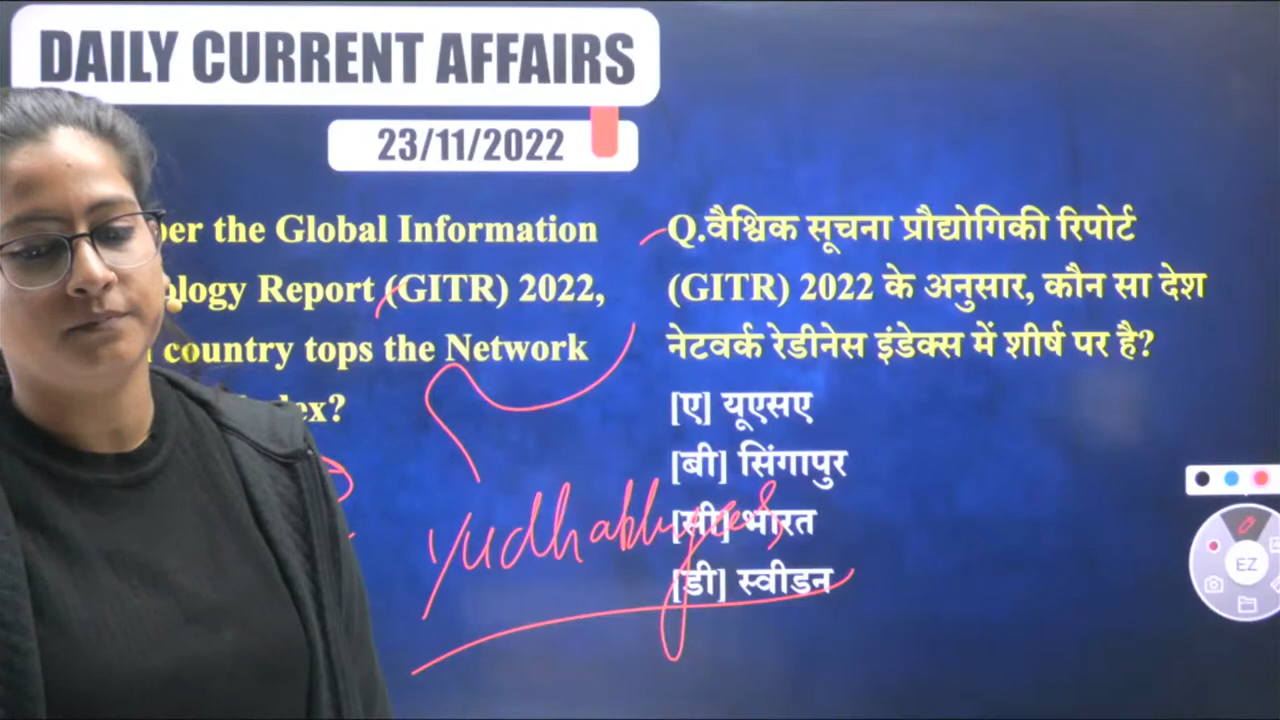 DAILY CURRENT AFFAIRS
23/11/2022
per the Global Information
ology Report (GITR) 2022,
country tops the Network
ex?
Q.वैश्विक सूचना प्रौद्योगिकी रिपोर्ट
(GITR) 2022 के अनुसार, कौन सा देश
नेटवर्क रेडीनेस इंडेक्स में शीर्ष पर है?
[ए] यूएसए
[बी] सिंगापुर
[सी] भारत
[डी] स्वीडन
EZ